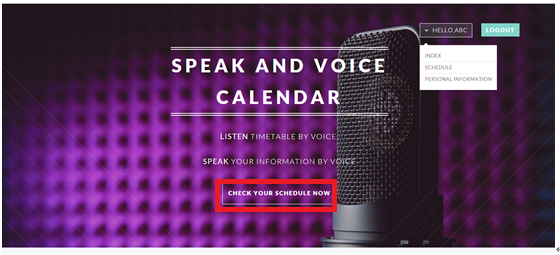 HELLO,ABC
LOGOUT
INDEX
SCHEDULE
PERSONAL INFORMATION
SPEAK AND VOICE
CALENDAR
LISTEN TIMETABLE BY VOICE
SPEAK YOUR INFORMATION BY VOICE
CHECK YOUR SCHEDULE NOW